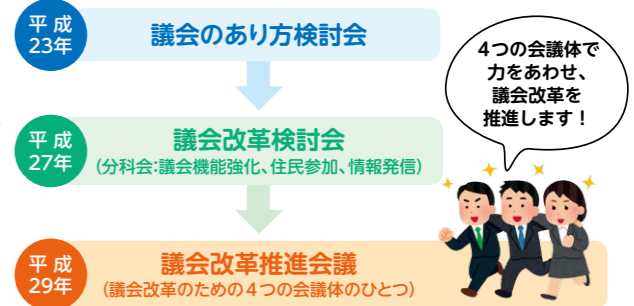 平成
23年
議会のあり方検討会
4つの会議体で
力をあわせ、
議会改革を
推進します！
平成
27年
議会改革検討会
（分科会：議会機能強化、住民参加、情報発信）
平成
29年
議会改革推進会議
（議会改革のための４つの会議体のひとつ）